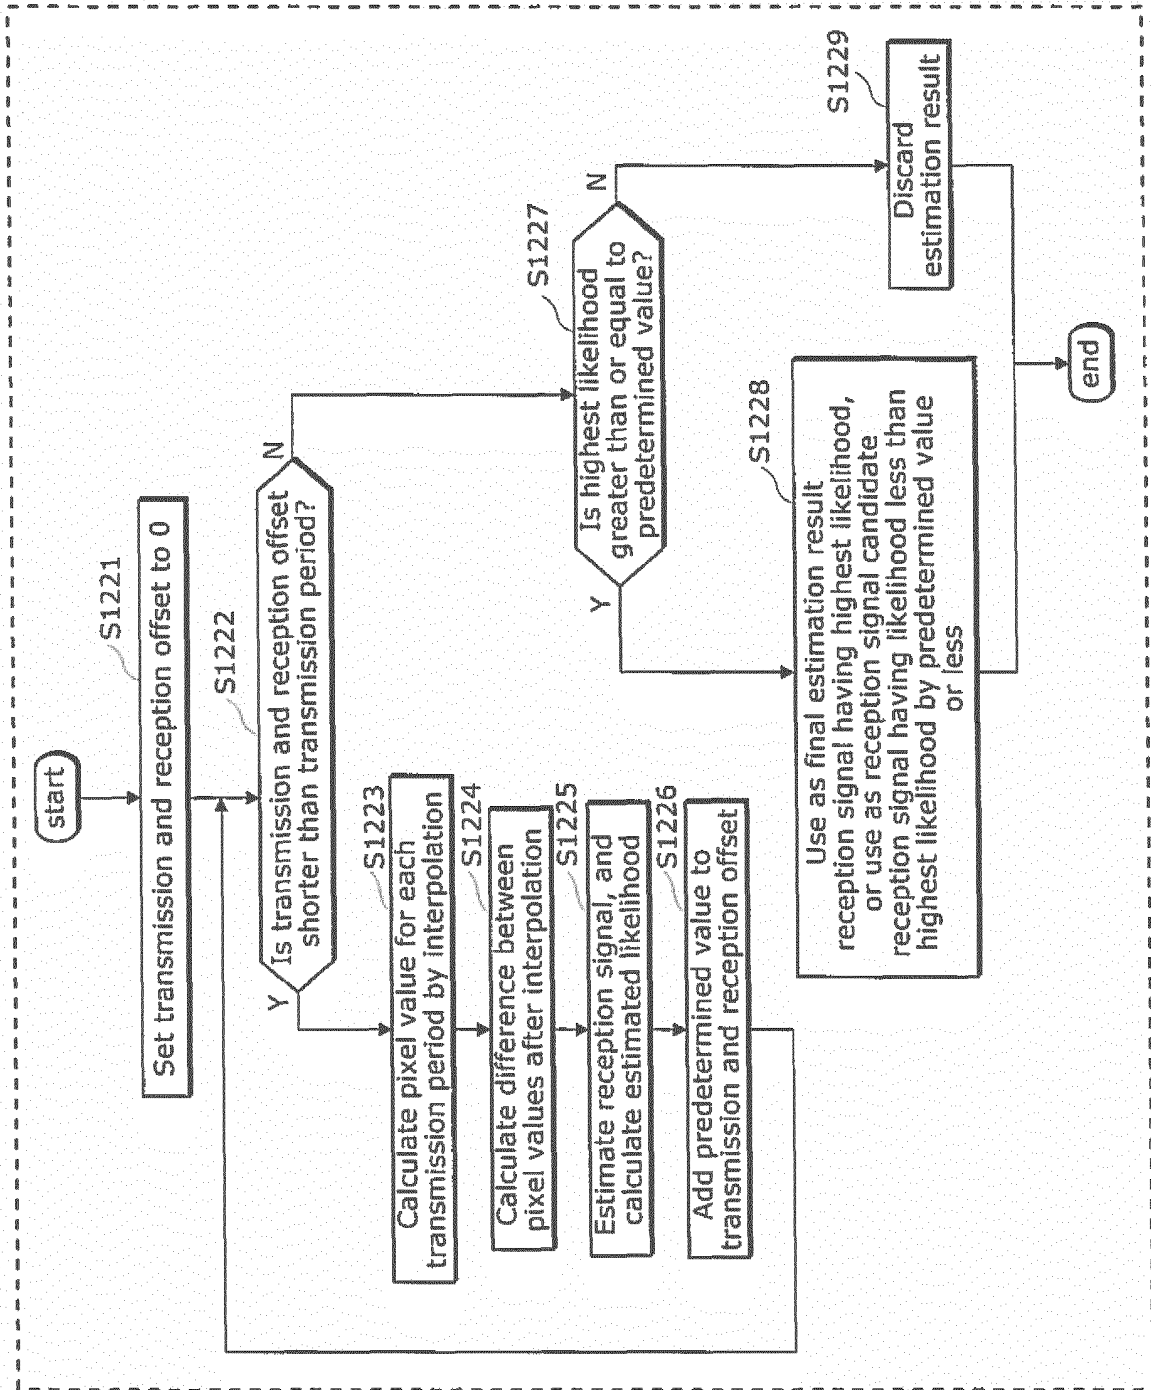 start
S1221
Set transmission and reception offset to 0
S1222
Is transmission and reception offset
shorter than transmission period?
Y
N
S1223
Calculate pixel value for each
transmission period by interpolation
S1224
Calculate difference between
pixel values after interpolation
S1225
Estimate reception signal, and
calculate estimated likelihood
S1226
Add predetermined value to
transmission and reception offset
S1227
Is highest likelihood
greater than or equal to
predetermined value?
Y
N
S1228
Use as final estimation result
reception signal having highest likelihood,
or use as reception signal candidate
reception signal having likelihood less than
highest likelihood by predetermined value
or less
S1229
Discard
estimation result
end